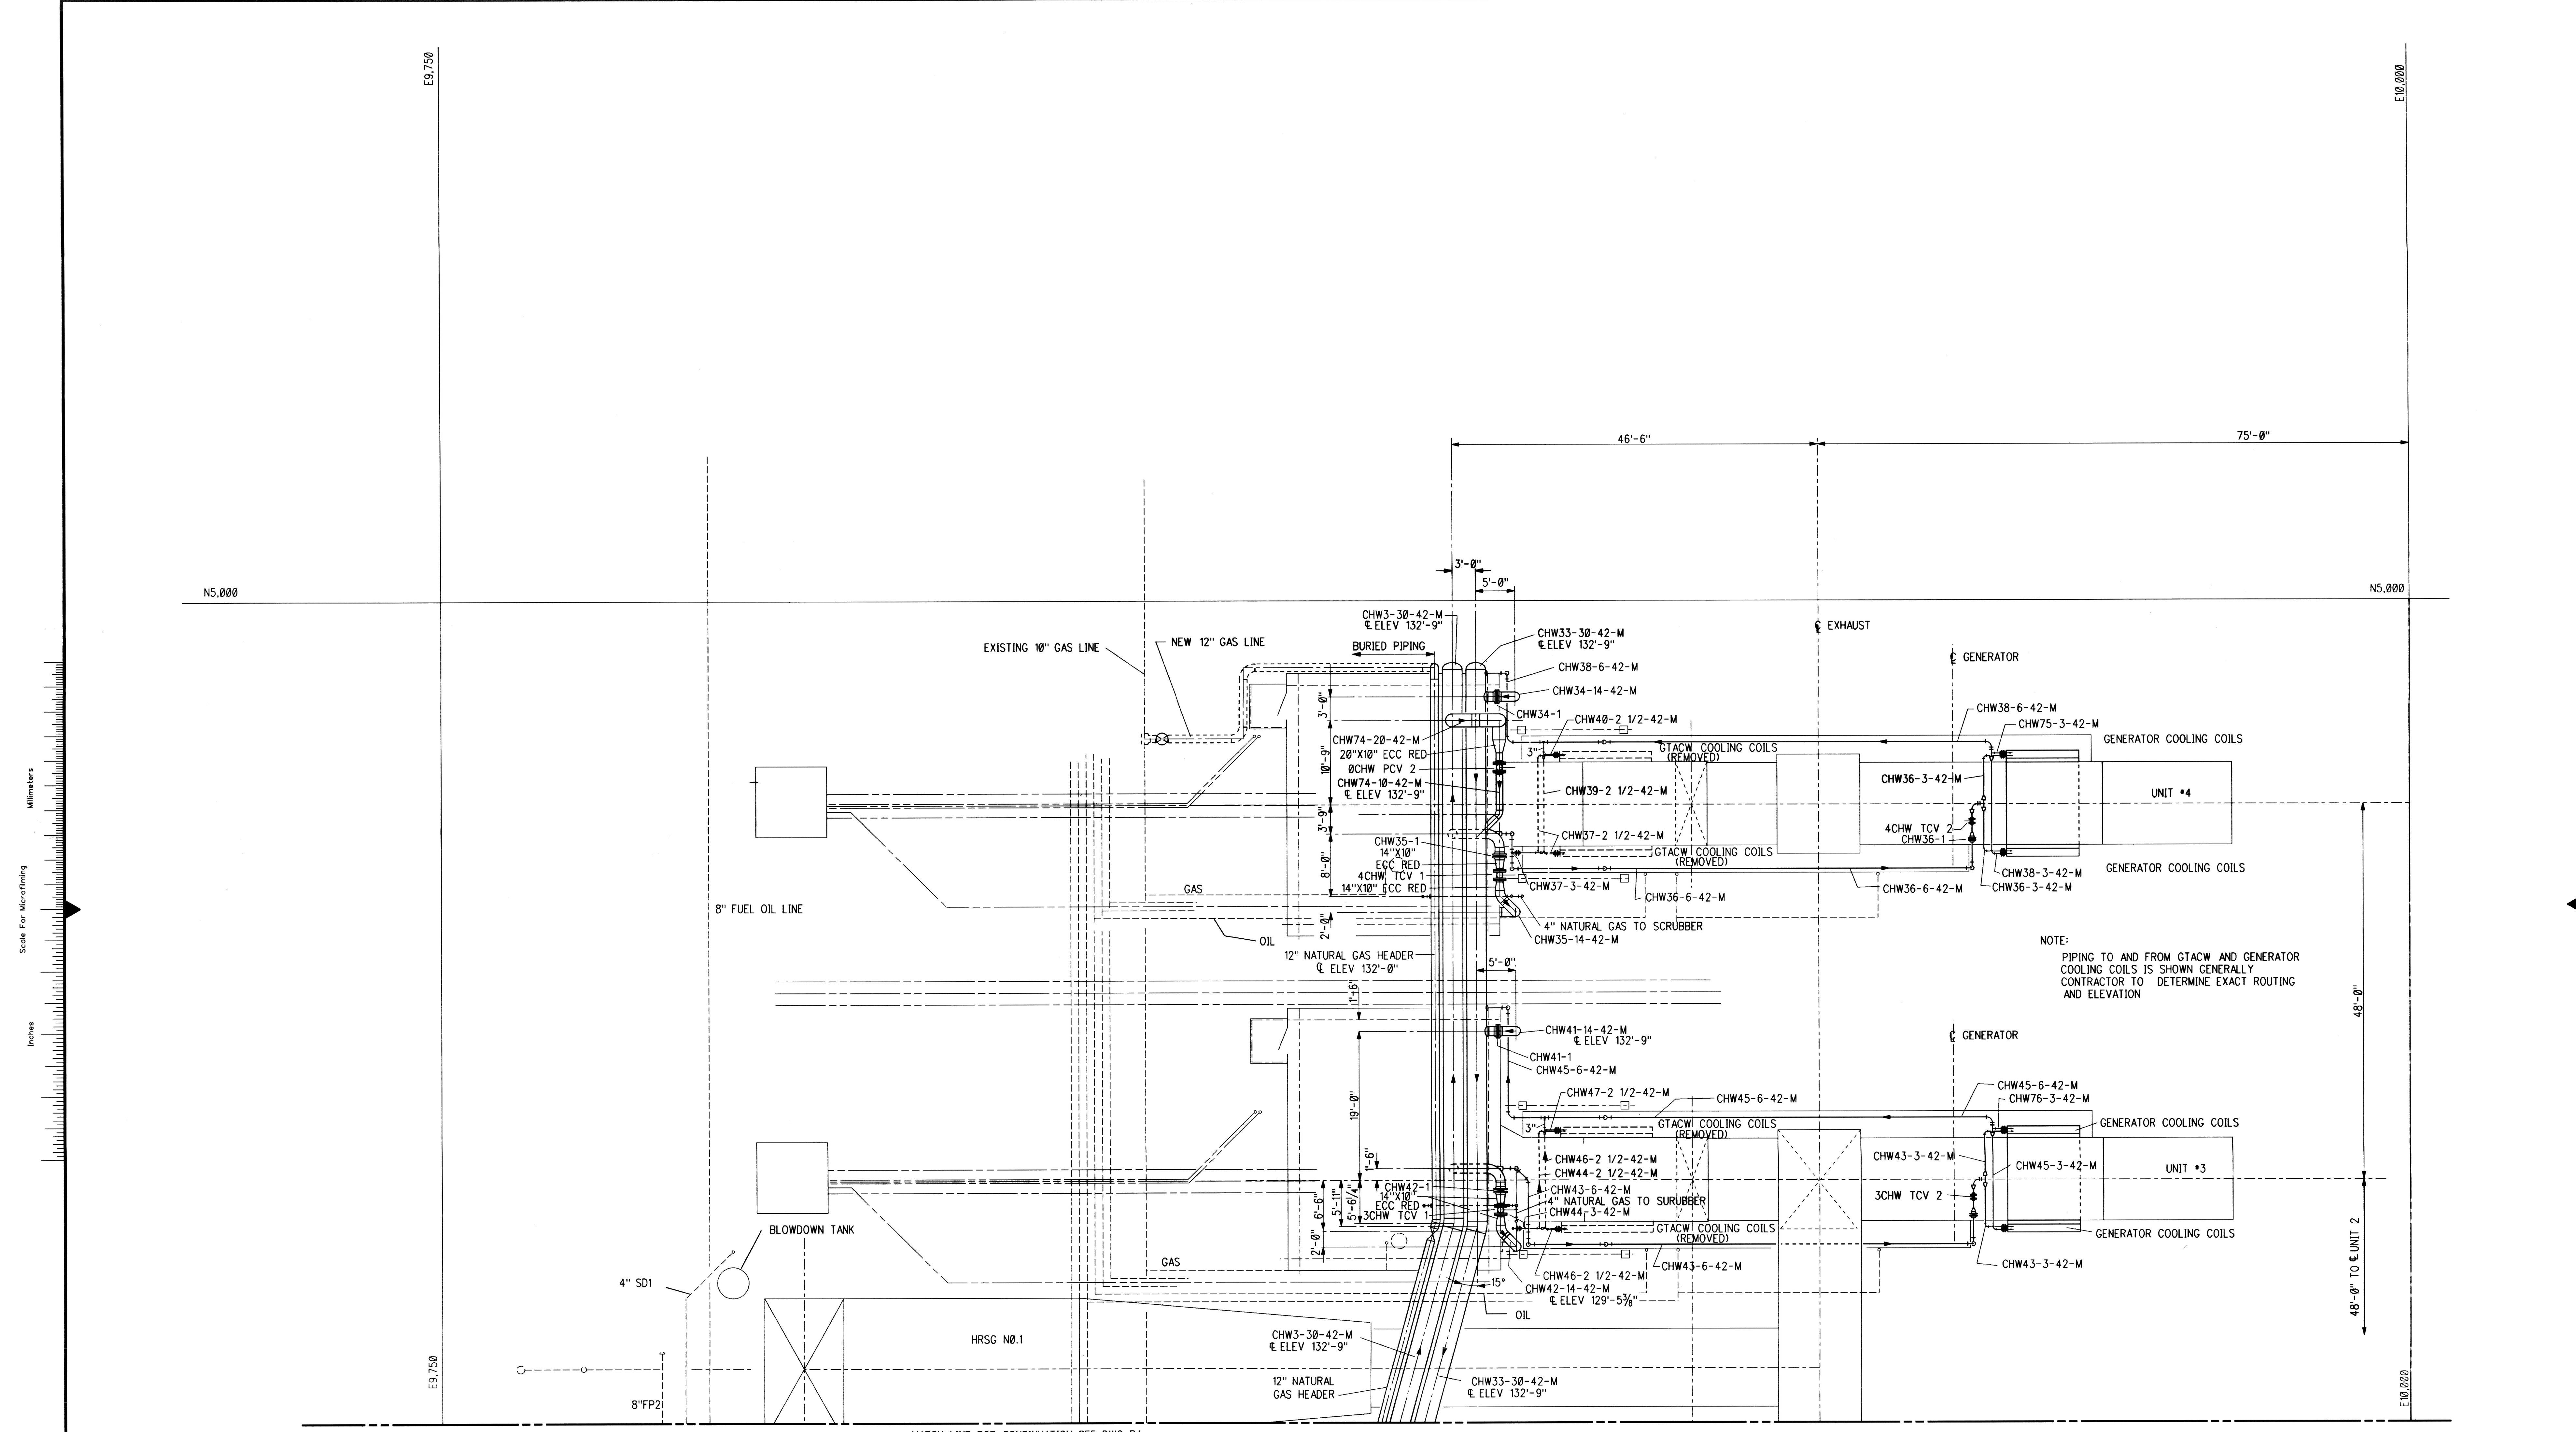 E9,750
E10,000
46'-6"
75'-0"
3'-0"
5'-0"
N5,000
N5,000
CHW3-30-42-M
℄ ELEV 132'-9"
℄ EXHAUST
CHW33-30-42-M
℄ ELEV 132'-9"
NEW 12" GAS LINE
EXISTING 10" GAS LINE
BURIED PIPING
℄ GENERATOR
CHW38-6-42-M
CHW34-14-42-M
3'-0"
CHW34-1
CHW40-2 1/2-42-M
CHW38-6-42-M
CHW75-3-42-M
CHW74-20-42-M
20"X10" ECC RED
0CHW PCV 2
CHW74-10-42-M
℄ ELEV 132'-9"
10'-9"
3"
GTACW COOLING COILS
(REMOVED)
GENERATOR COOLING COILS
CHW36-3-42-M
CHW39-2 1/2-42-M
UNIT #4
3'-9"
CHW37-2 1/2-42-M
4CHW TCV 2
CHW36-1
CHW35-1
14"X10"
ECC RED
4CHW TCV 1
14"X10" ECC RED
8'-0"
GTACW COOLING COILS
(REMOVED)
GENERATOR COOLING COILS
CHW38-3-42-M
CHW36-3-42-M
CHW37-3-42-M
CHW36-6-42-M
CHW36-6-42-M
GAS
8" FUEL OIL LINE
2'-0"
4" NATURAL GAS TO SCRUBBER
CHW35-14-42-M
OIL
12" NATURAL GAS HEADER
℄ ELEV 132'-0"
5'-0"
NOTE:
PIPING TO AND FROM GTACW AND GENERATOR
COOLING COILS IS SHOWN GENERALLY
CONTRACTOR TO DETERMINE EXACT ROUTING
AND ELEVATION
48'-0"
1'-6"
CHW41-14-42-M
℄ ELEV 132'-9"
℄ GENERATOR
CHW41-1
CHW45-6-42-M
19'-0"
CHW47-2 1/2-42-M
CHW45-6-42-M
CHW45-6-42-M
CHW76-3-42-M
3"
GTACW COOLING COILS
(REMOVED)
GENERATOR COOLING COILS
1'-6"
CHW46-2 1/2-42-M
CHW44-2 1/2-42-M
CHW43-3-42-M
CHW45-3-42-M
UNIT #3
CHW42-1
14"X10"
ECC RED
3CHW TCV 1
6'-6"
5'-11"
5'-6 1/4"
CHW43-6-42-M
4" NATURAL GAS TO SURUBBER
CHW44-3-42-M
3CHW TCV 2
GTACW COOLING COILS
(REMOVED)
GENERATOR COOLING COILS
2'-0"
BLOWDOWN TANK
GAS
CHW43-6-42-M
CHW43-3-42-M
CHW46-2 1/2-42-M
CHW42-14-42-M
℄ ELEV 129'-5⅜"
15°
OIL
4" SD1
48'-0" TO ℄ UNIT 2
HRSG NO.1
CHW3-30-42-M
℄ ELEV 132'-9"
12" NATURAL
GAS HEADER
CHW33-30-42-M
℄ ELEV 132'-9"
8"FP2
E9,750
E10,000
Millimeters
Scale For Microfilming
Inches